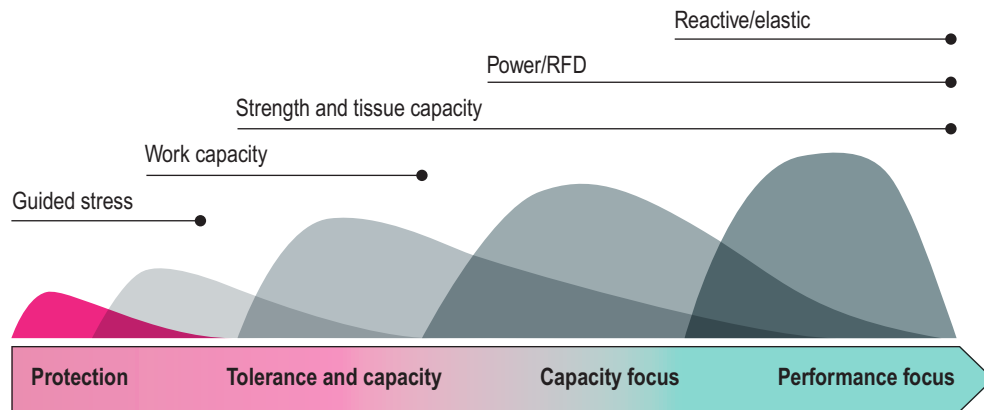 Reactive/elastic
Power/RFD
Strength and tissue capacity
Work capacity
Guided stress
Protection
Tolerance and capacity
Capacity focus
Performance focus